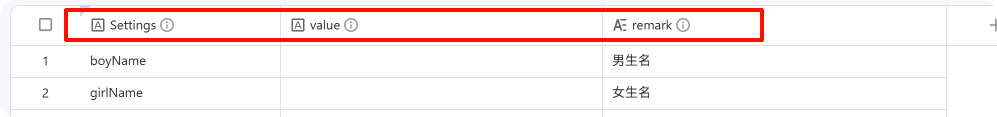 Settings value remark
1 boyName 男生名
2 girlName 女生名